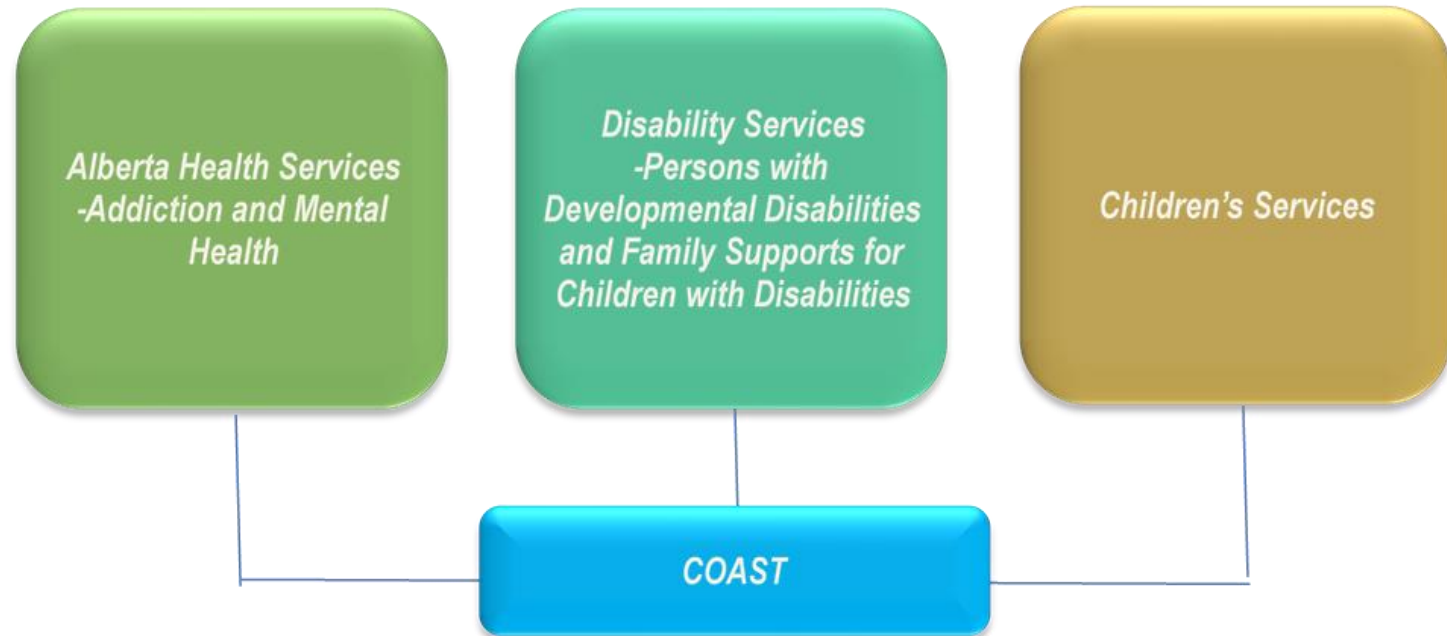 Alberta Health Services
-Addiction and Mental
Health
Disability Services
-Persons with
Developmental Disabilities
and Family Supports for
Children with Disabilities
Children’s Services
COAST